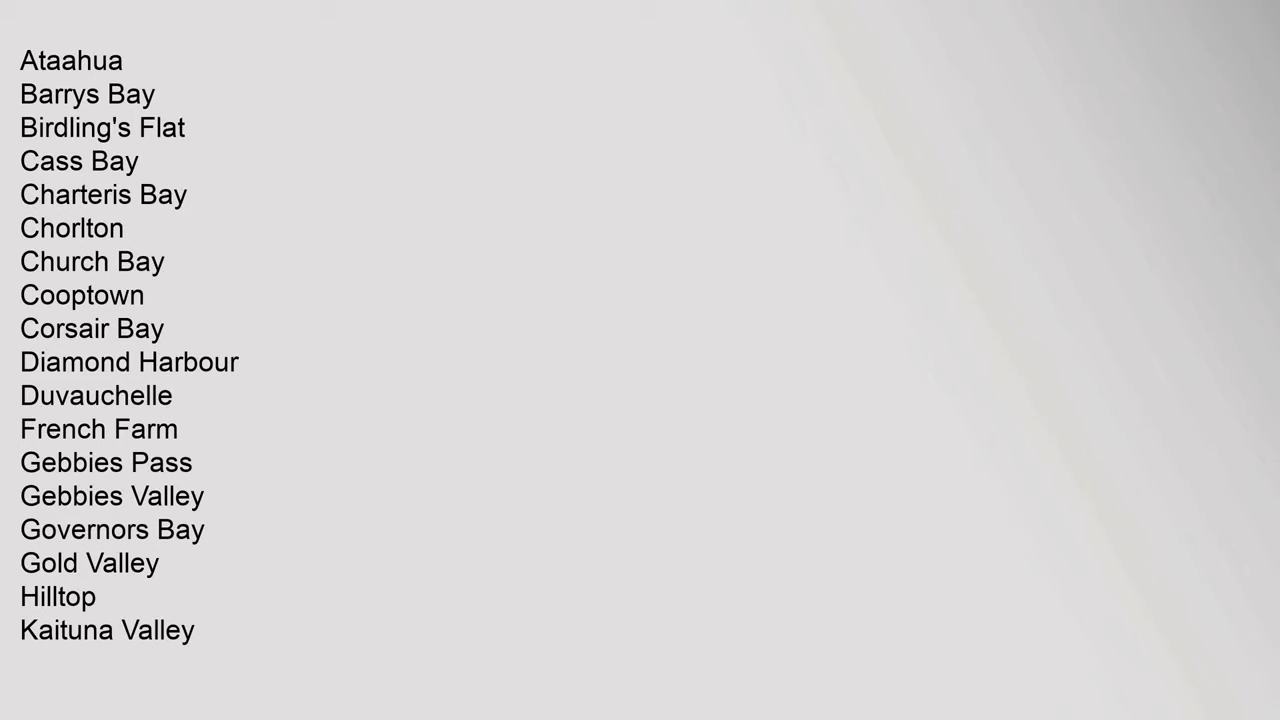 Ataahua
Barrys Bay
Birdling's Flat
Cass Bay
Charteris Bay
Chorlton
Church Bay
Cooptown
Corsair Bay
Diamond Harbour
Duvauchelle
French Farm
Gebbies Pass
Gebbies Valley
Governors Bay
Gold Valley
Hilltop
Kaituna Valley